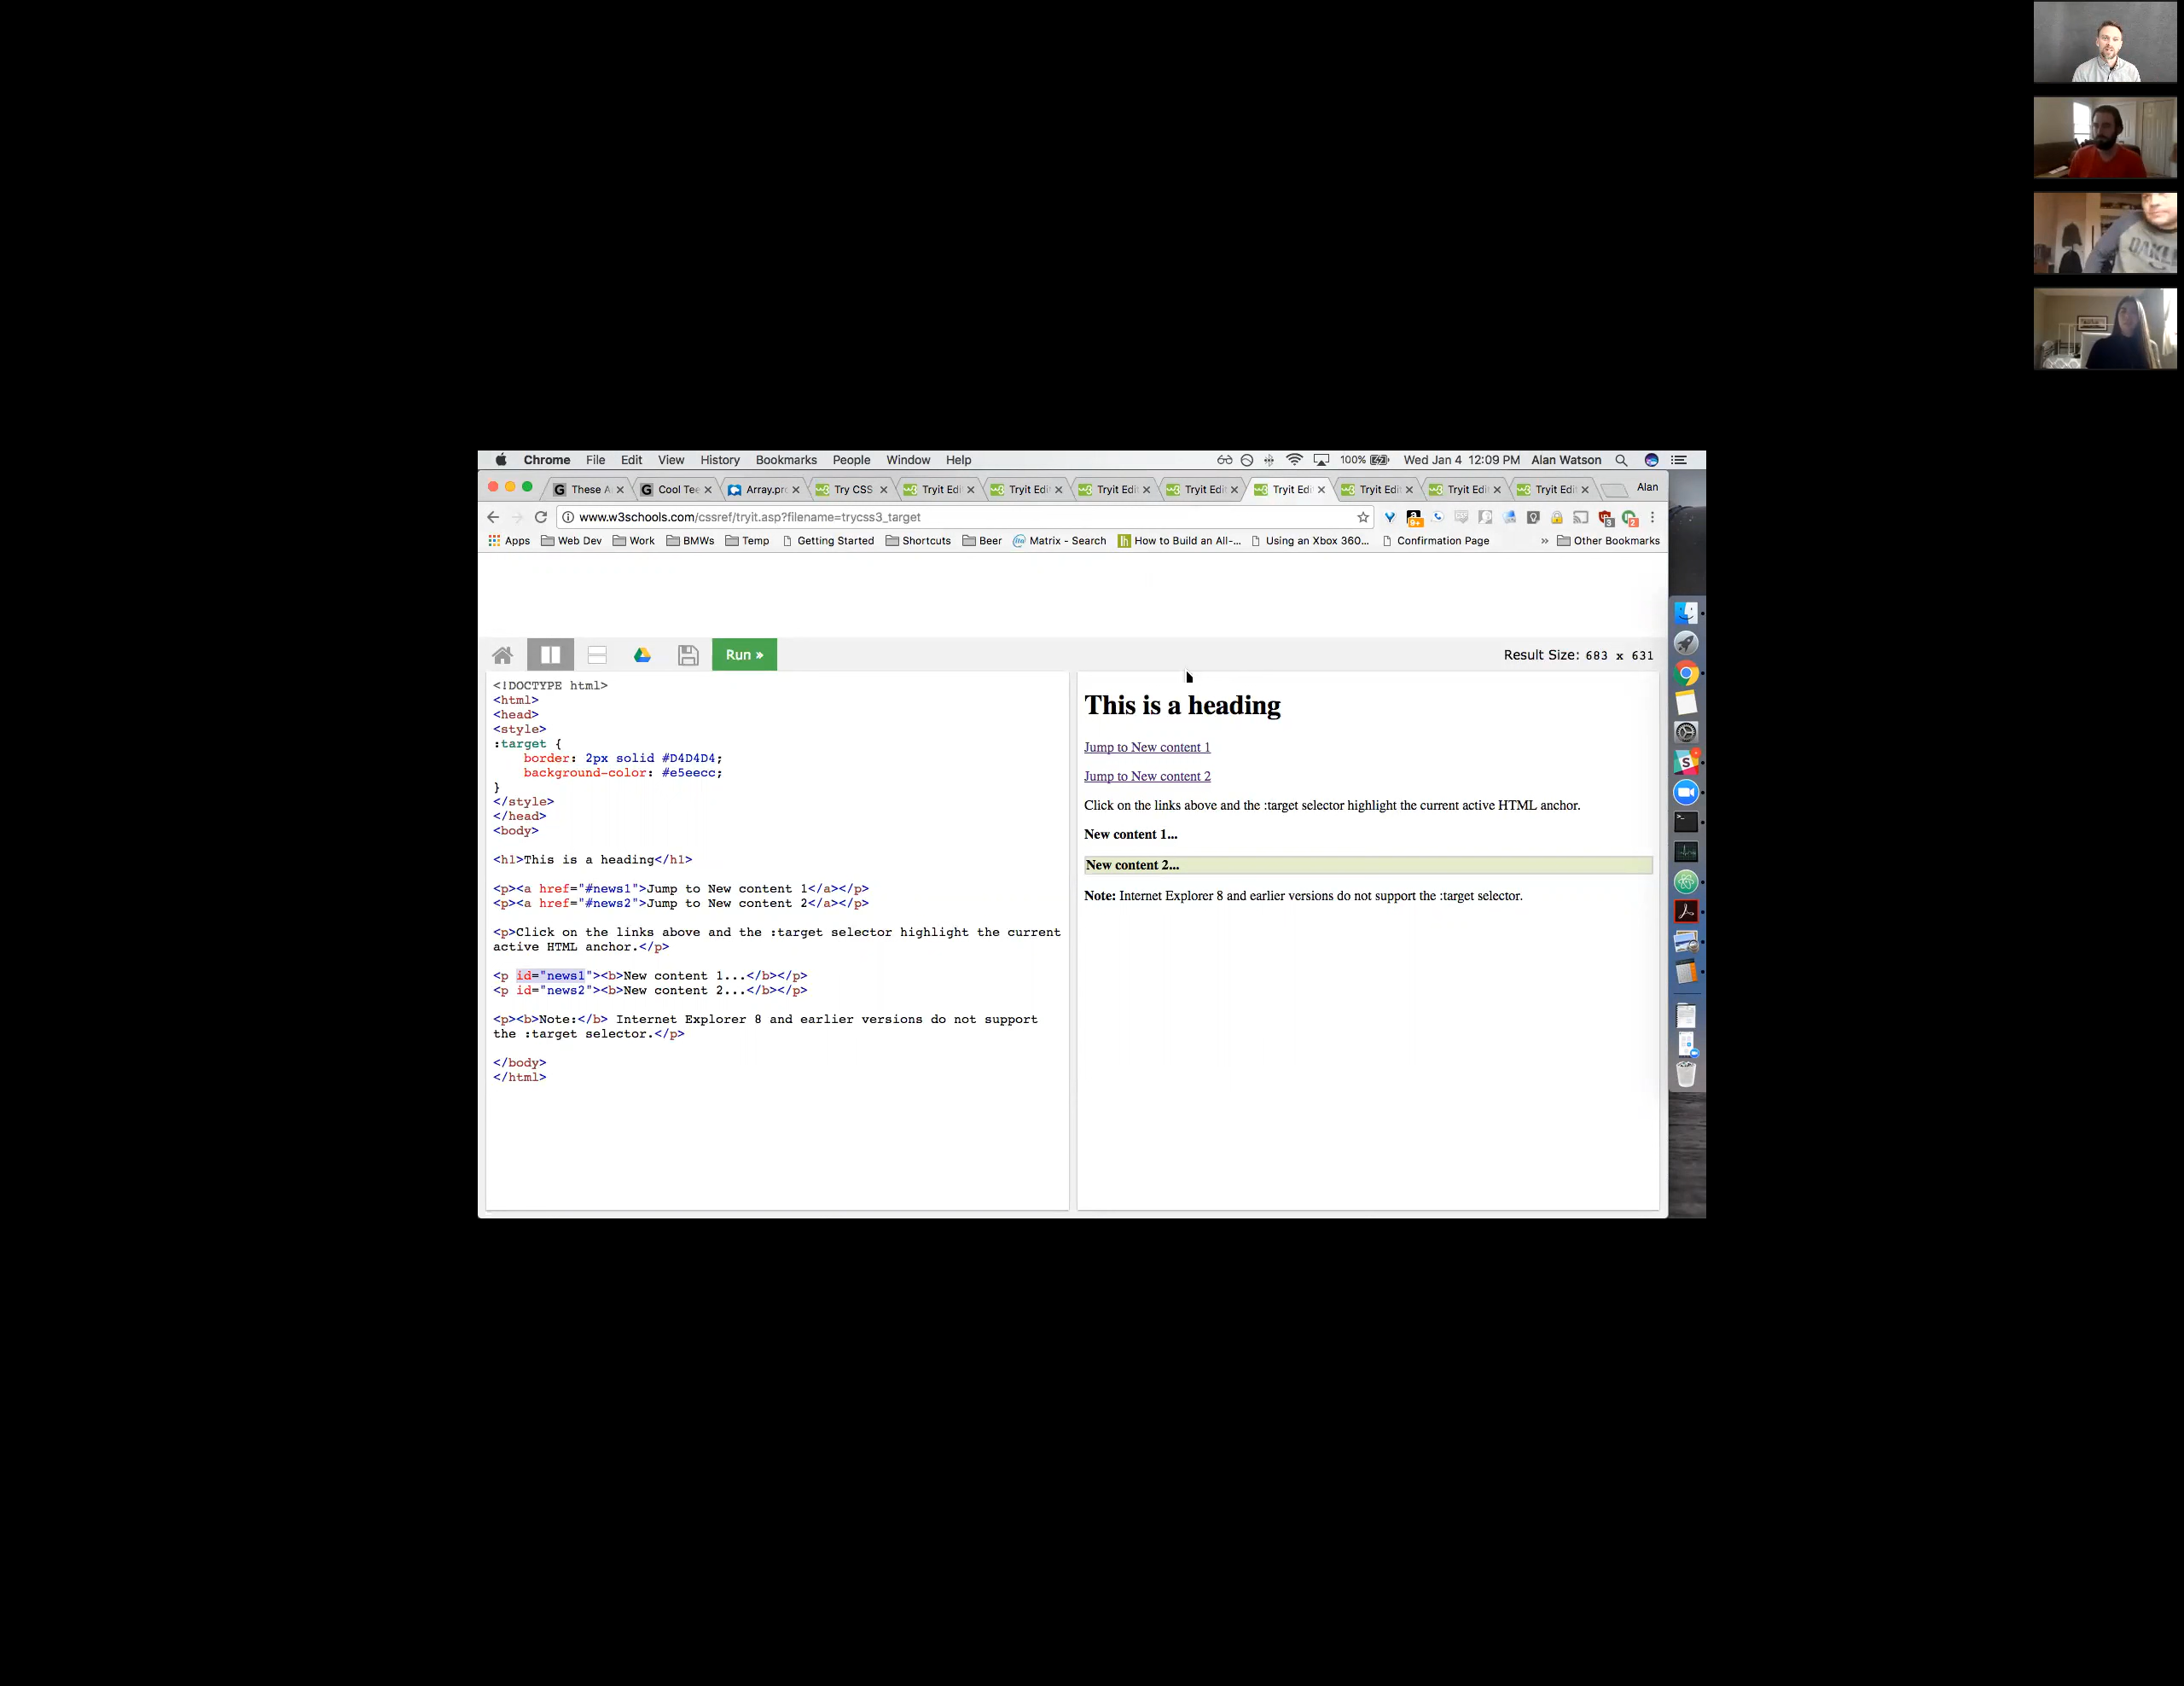 Chrome File Edit View History Bookmarks People Window Help 100% Wed Jan 4 12:09 PM Alan Watson
These A Cool Tee Array.pro Try CSS Tryit Edi Tryit Edi Tryit Edi Tryit Edi Tryit Edi Tryit Edi Tryit Edi Tryit Edi Alan
www.w3schools.com/cssref/tryit.asp?filename=trycss3_target
Apps Web Dev Work BMWs Temp Getting Started Shortcuts Beer Matrix - Search How to Build an All-... Using an Xbox 360... Confirmation Page » Other Bookmarks
Run »
Result Size: 683 x 631
<!DOCTYPE html>
<html>
<head>
<style>
:target {
border: 2px solid #D4D4D4;
background-color: #e5eecc;
}
</style>
</head>
<body>
<h1>This is a heading</h1>
<p><a href="#news1">Jump to New content 1</a></p>
<p><a href="#news2">Jump to New content 2</a></p>
<p>Click on the links above and the :target selector highlight the current
active HTML anchor.</p>
<p id="news1"><b>New content 1...</b></p>
<p id="news2"><b>New content 2...</b></p>
<p><b>Note:</b> Internet Explorer 8 and earlier versions do not support
the :target selector.</p>
</body>
</html>
This is a heading
Jump to New content 1
Jump to New content 2
Click on the links above and the :target selector highlight the current active HTML anchor.
New content 1...
New content 2...
Note: Internet Explorer 8 and earlier versions do not support the :target selector.